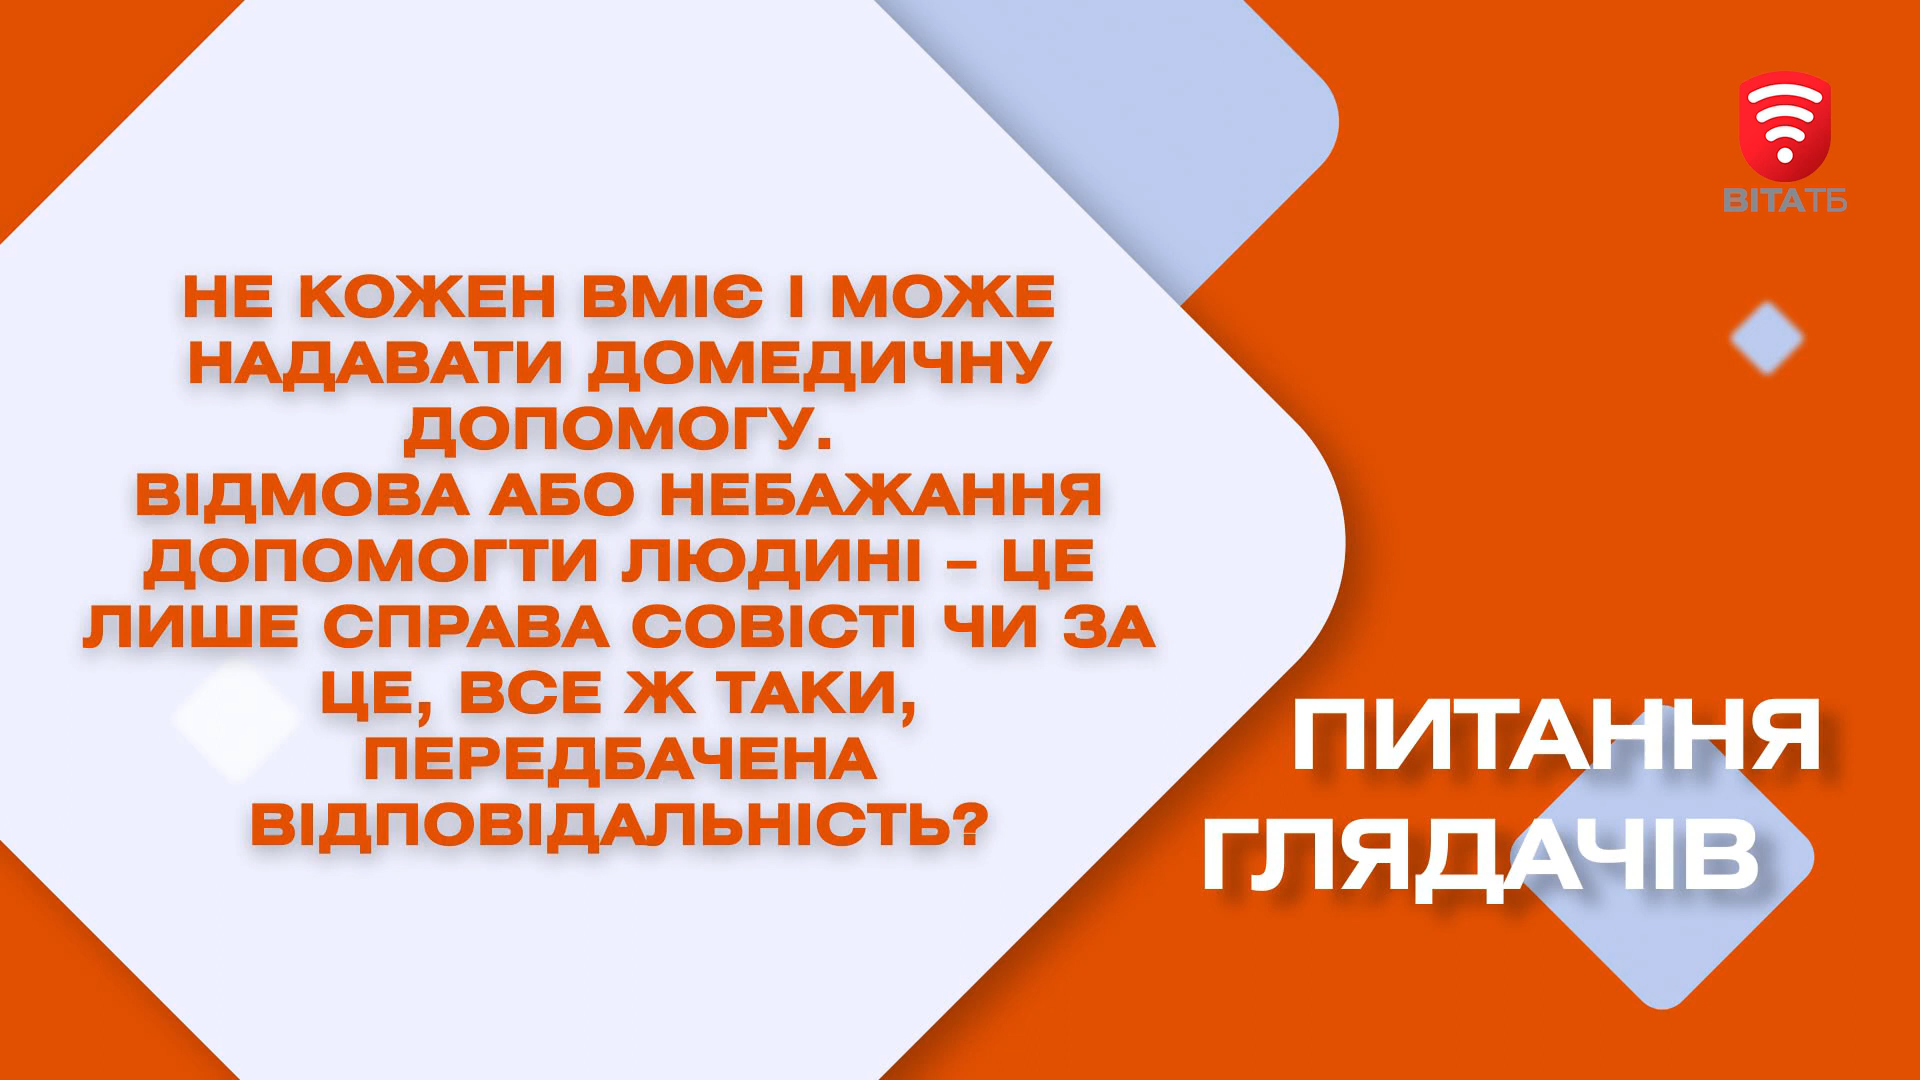 НЕ КОЖЕН ВМІЄ І МОЖЕ
НАДАВАТИ ДОМЕДИЧНУ
ДОПОМОГУ.
ВІДМОВА АБО НЕБАЖАННЯ
ДОПОМОГТИ ЛЮДИНІ – ЦЕ
ЛИШЕ СПРАВА СОВІСТІ ЧИ ЗА
ЦЕ, ВСЕ Ж ТАКИ,
ПЕРЕДБАЧЕНА
ВІДПОВІДАЛЬНІСТЬ?
ПИТАННЯ
ГЛЯДАЧІВ
ВІТАТБ